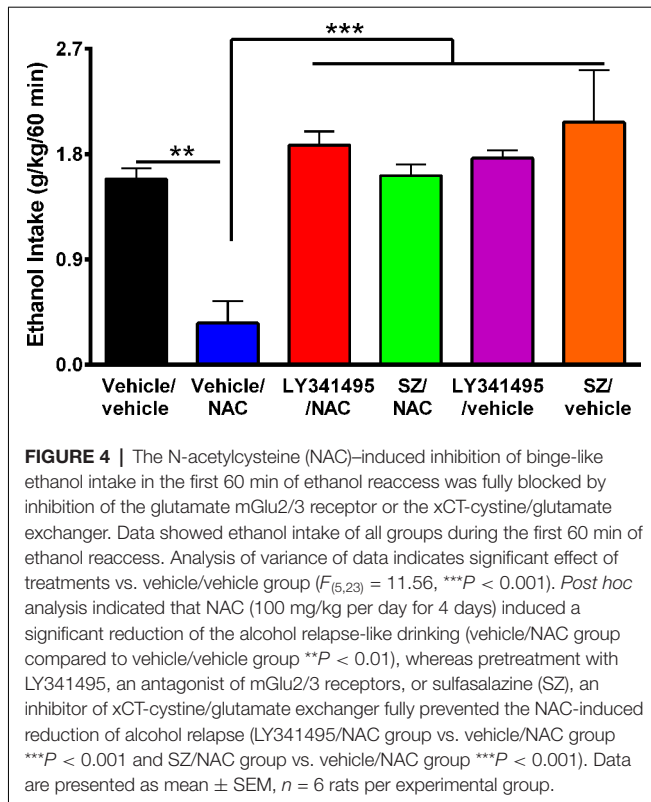 ***
2.7
**
1.8
0.9
0.0
Ethanol Intake (g/kg/60 min)
Vehicle/ Vehicle/ LY341495 SZ/ LY341495 SZ/
vehicle NAC /NAC NAC /vehicle vehicle
FIGURE 4 | The N-acetylcysteine (NAC)–induced inhibition of binge-like
ethanol intake in the first 60 min of ethanol reaccess was fully blocked by
inhibition of the glutamate mGlu2/3 receptor or the xCT-cystine/glutamate
exchanger. Data showed ethanol intake of all groups during the first 60 min of
ethanol reaccess. Analysis of variance of data indicates significant effect of
treatments vs. vehicle/vehicle group (F(5,23) = 11.56, ***P < 0.001). Post hoc
analysis indicated that NAC (100 mg/kg per day for 4 days) induced a
significant reduction of the alcohol relapse-like drinking (vehicle/NAC group
compared to vehicle/vehicle group **P < 0.01), whereas pretreatment with
LY341495, an antagonist of mGlu2/3 receptors, or sulfasalazine (SZ), an
inhibitor of xCT-cystine/glutamate exchanger fully prevented the NAC-induced
reduction of alcohol relapse (LY341495/NAC group vs. vehicle/NAC group
***P < 0.001 and SZ/NAC group vs. vehicle/NAC group ***P < 0.001). Data
are presented as mean ± SEM, n = 6 rats per experimental group.